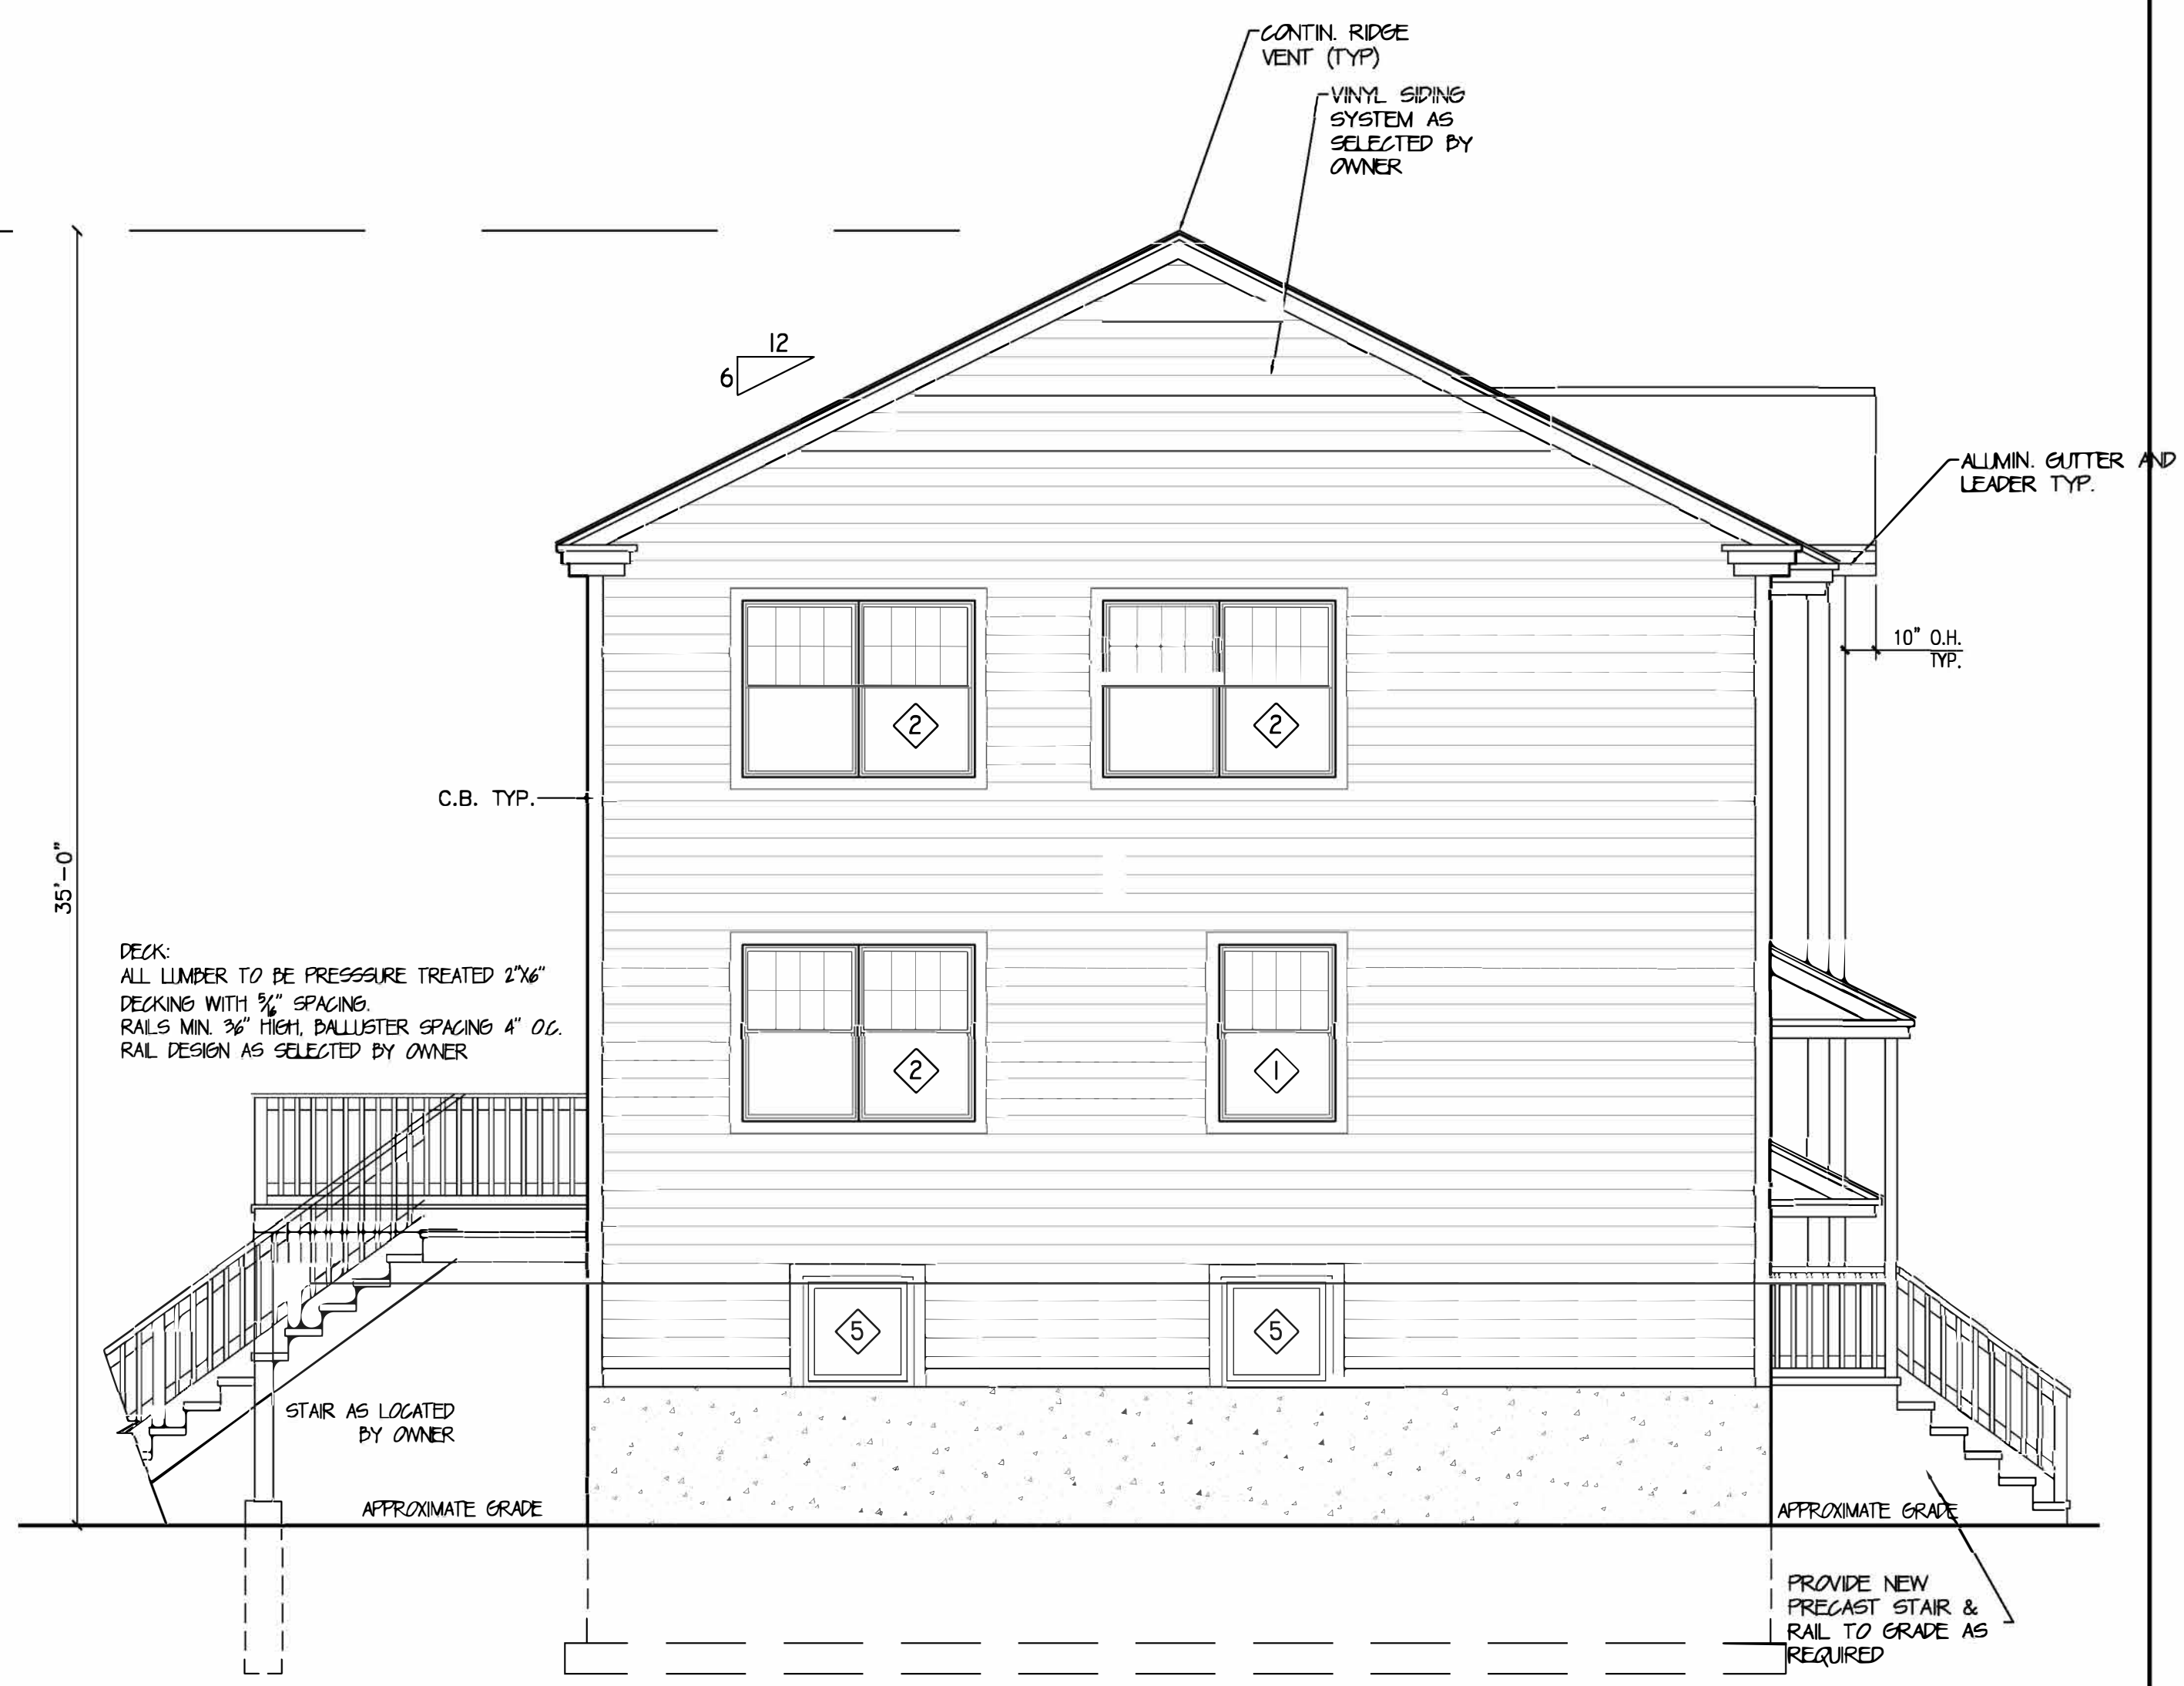 CONTIN. RIDGE
VENT (TYP)
VINYL SIDING
SYSTEM AS
SELECTED BY
OWNER
12
6
ALUMIN. GUTTER AND
LEADER TYP.
10" O.H.
TYP.
2
2
C.B. TYP.
35'-0"
DECK:
ALL LUMBER TO BE PRESSSURE TREATED 2"X6"
DECKING WITH 5/16" SPACING.
RAILS MIN. 36" HIGH, BALLUSTER SPACING 4" O.C.
RAIL DESIGN AS SELECTED BY OWNER
2
1
5
5
STAIR AS LOCATED
BY OWNER
APPROXIMATE GRADE
APPROXIMATE GRADE
PROVIDE NEW
PRECAST STAIR &
RAIL TO GRADE AS
REQUIRED